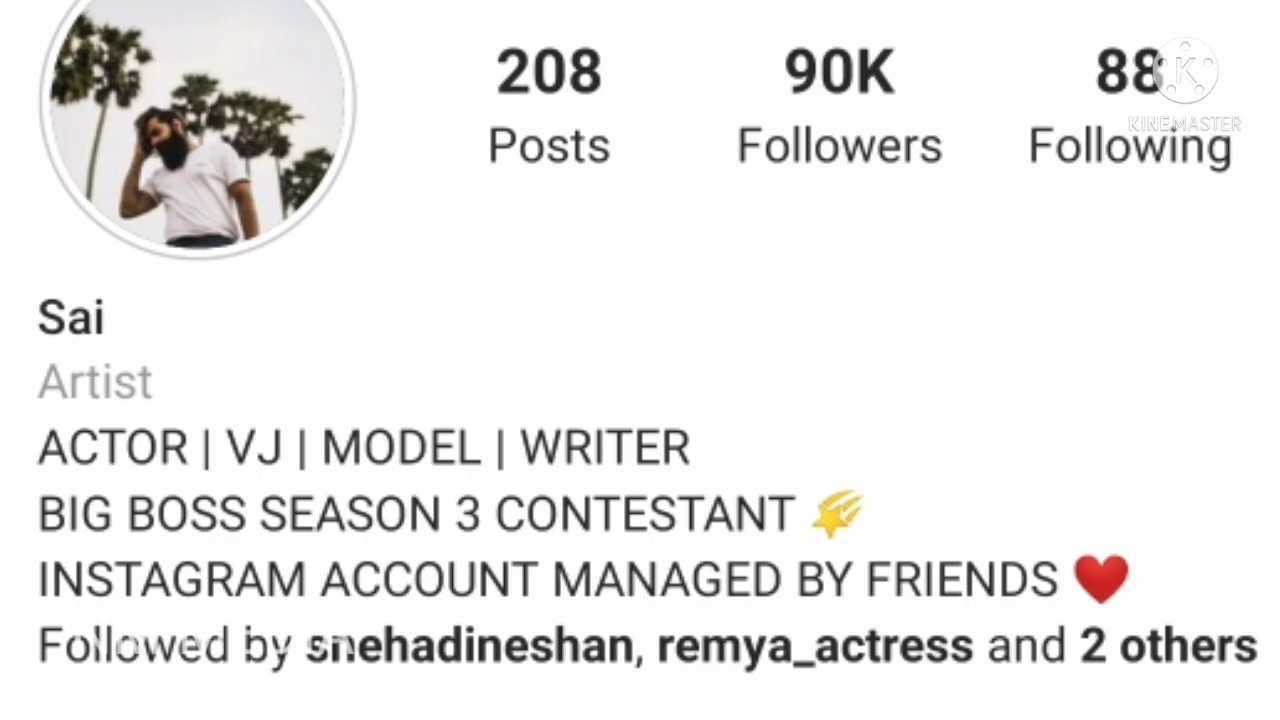 208 90K 88
Posts Followers Following
K
KINEMASTER
Sai
Artist
ACTOR | VJ | MODEL | WRITER
BIG BOSS SEASON 3 CONTESTANT 🌠
INSTAGRAM ACCOUNT MANAGED BY FRIENDS ❤️
Followed by snehadineshan, remya_actress and 2 others